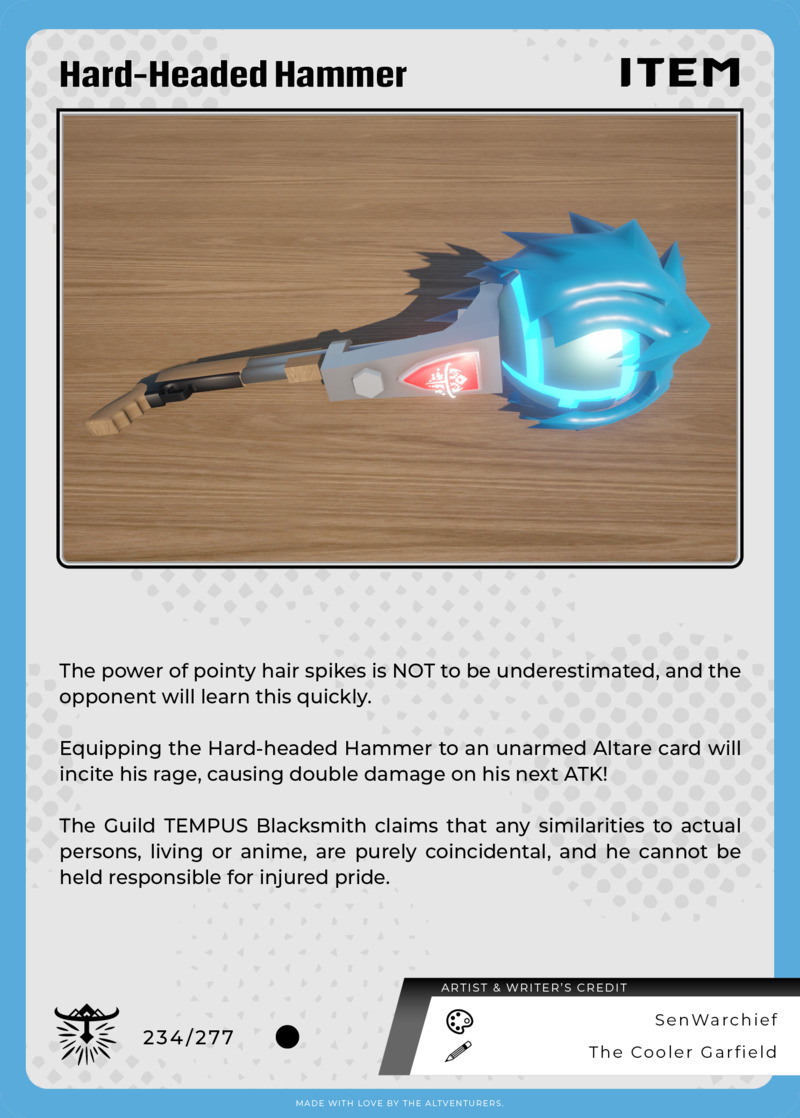 Hard-Headed Hammer
ITEM
The power of pointy hair spikes is NOT to be underestimated, and the
opponent will learn this quickly.
Equipping the Hard-headed Hammer to an unarmed Altare card will
incite his rage, causing double damage on his next ATK!
The Guild TEMPUS Blacksmith claims that any similarities to actual
persons, living or anime, are purely coincidental, and he cannot be
held responsible for injured pride.
ARTIST & WRITER'S CREDIT
234/277
SenWarchief
The Cooler Garfield
MADE WITH LOVE BY THE ALTVENTURERS.